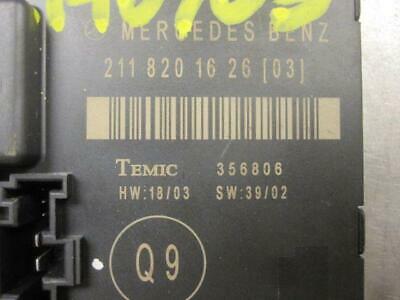 MERCEDES BENZ
211 820 16 26 [03]
TEMIC 356806
HW:18/03 SW:39/02
Q9